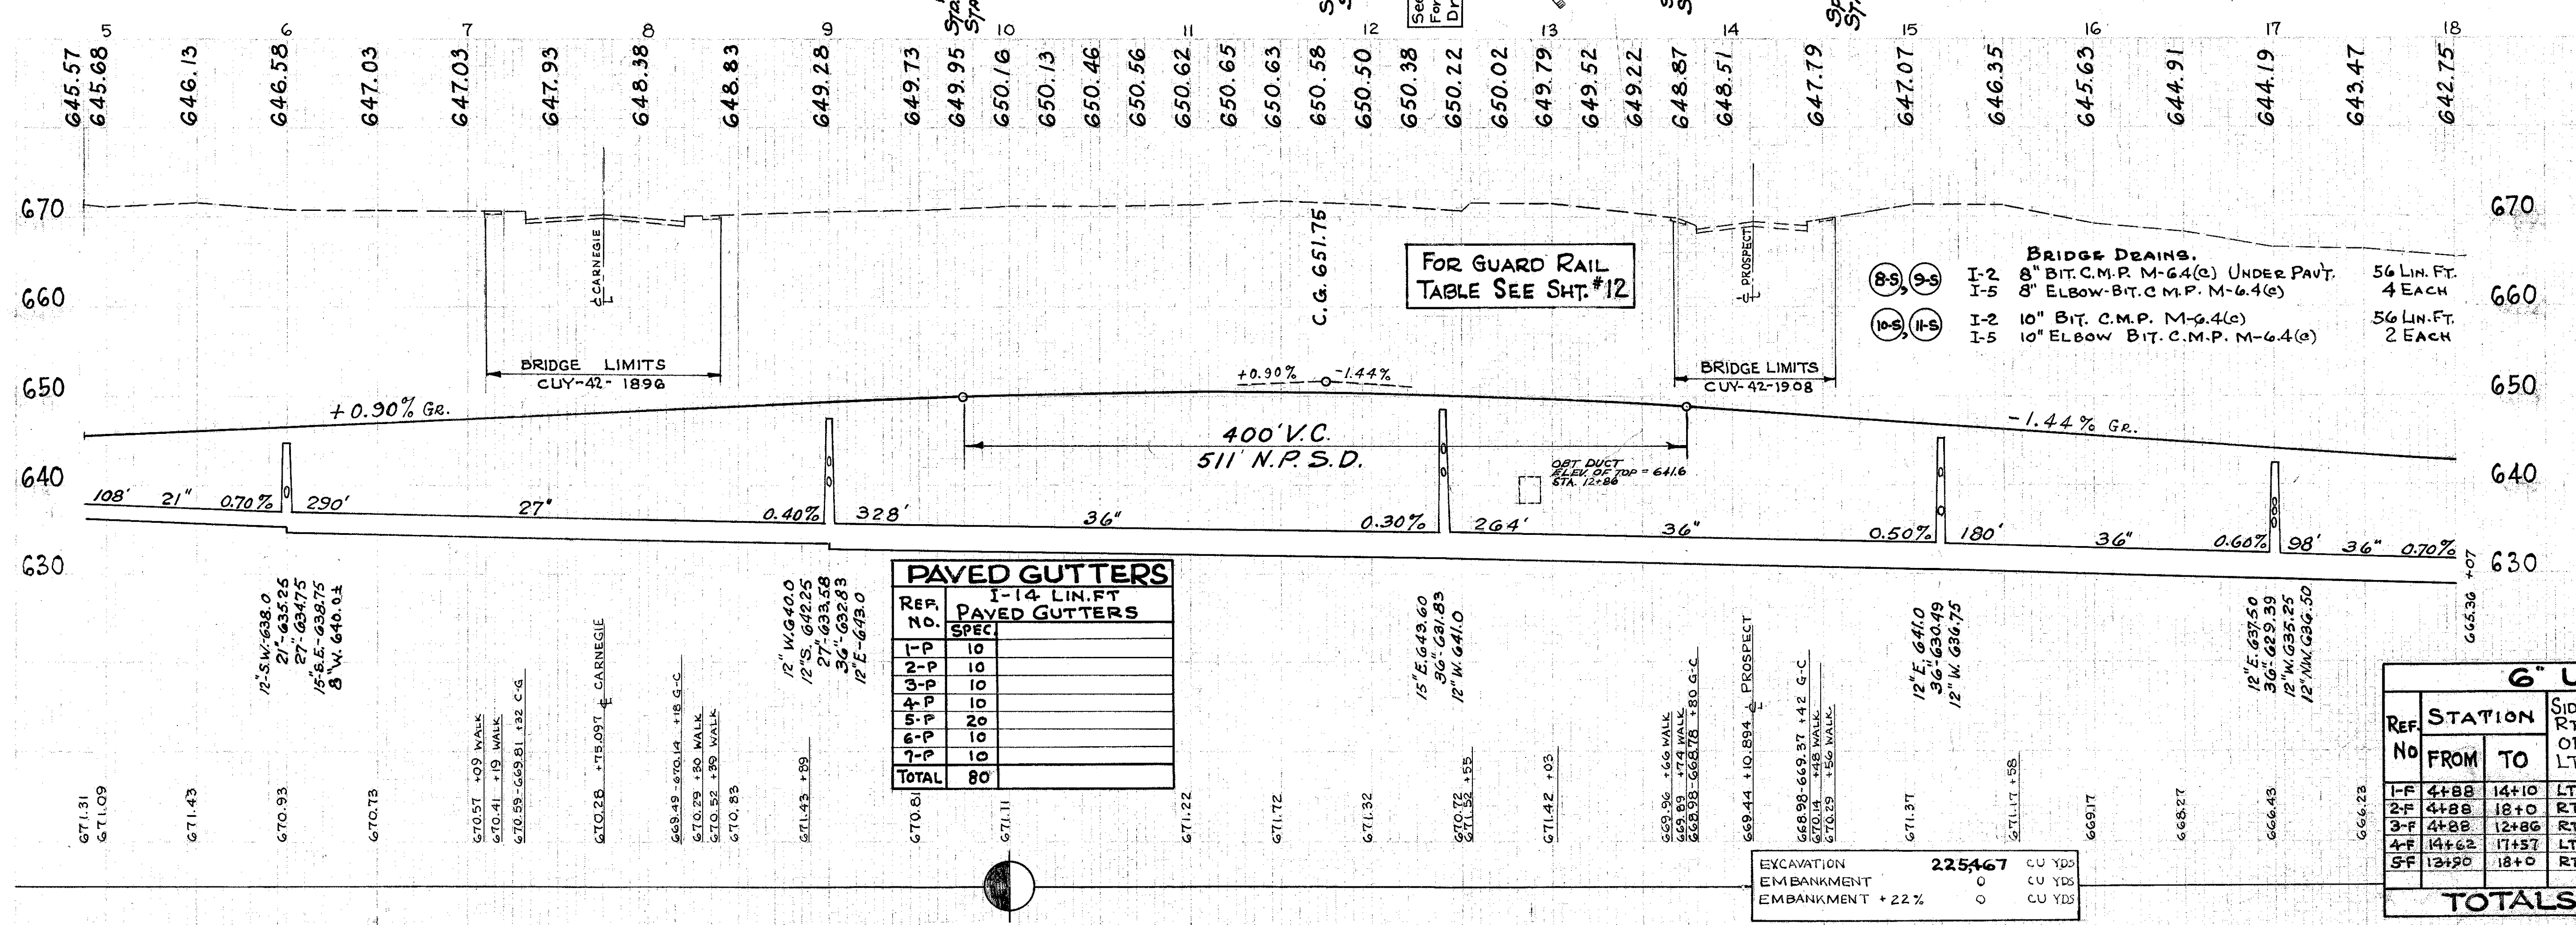 5 6 7 8 9 10 11 12 13 14 15 16 17 18
645.57
645.68
646.13
646.58
647.03
647.03
647.93
648.38
648.83
649.28
649.73
649.95
650.16
650.13
650.46
650.56
650.62
650.65
650.63
650.58
650.50
650.38
650.22
650.02
649.79
649.52
649.22
648.87
648.51
647.79
647.07
646.35
645.63
644.91
644.19
643.47
642.75
See
For
670
660
650
640
630
670
660
650
640
630
℄ CARNEGIE
BRIDGE LIMITS
CUY-42-1896
C.G. 651.75
FOR GUARD RAIL
TABLE SEE SHT. #12
℄ PROSPECT
BRIDGE LIMITS
CUY-42-1908
BRIDGE DRAINS.
8-S, 9-S I-2 8" BIT. C.M.P. M-6.4(c) UNDER PAV'T. 56 LIN. FT.
I-5 8" ELBOW-BIT. C M.P. M-6.4(c) 4 EACH
10-S, 11-S I-2 10" BIT. C.M.P. M-6.4(c) 56 LIN. FT.
I-5 10" ELBOW BIT. C.M.P. M-6.4(c) 2 EACH
+0.90% GR.
+0.90% -1.44%
-1.44% GR.
400' V.C.
511' N.P.S.D.
OBT DUCT
ELEV. OF TOP = 641.6
STA. 12+86
108' 21" 0.70% 290' 27" 0.40% 328' 36" 0.30% 264' 36" 0.50% 180' 36" 0.60% 98' 36" 0.70%
12"-S.W.-638.0
21"-635.26
27"-634.75
15"-S.E.-638.75
8" W. 640.0±
12" W. 640.0
12" S. 642.25
27"-633.58
36"-632.83
12" E-643.0
15" E. 643.60
36"-631.83
12" W. 641.0
12" E. 641.0
36"-630.49
12" W. 636.75
12" E. 637.50
36"-629.39
12" W. 635.25
12" NW. 636.50
665.36 +07
PAVED GUTTERS
REF. NO.
I-14 LIN. FT
PAVED GUTTERS
SPEC.
1-P 10
2-P 10
3-P 10
4-P 10
5-P 20
6-P 10
7-P 10
TOTAL 80
671.31
671.09
671.43
670.93
670.73
670.57 +09 WALK
670.41 +19 WALK
670.59-669.81 +32 C-G
670.28 +75.097 ℄ CARNEGIE
669.49-670.14 +18 G-C
670.29 +30 WALK
670.52 +39 WALK
670.83
671.43 +89
670.81
671.11
671.22
671.72
671.32
670.72
671.52 +55
671.42 +03
669.96 +66 WALK
669.89 +74 WALK
668.98-668.78 +80 G-C
669.44 +10.894 ℄ PROSPECT
668.98-669.37 +42 G-C
670.14 +48 WALK
670.29 +56 WALK
671.37
671.17 +58
669.17
668.27
666.43
666.23
EXCAVATION 225,467 CU YDS
EMBANKMENT 0 CU YDS
EMBANKMENT +22% 0 CU YDS
6" U
REF. NO
STATION
FROM TO
1-F 4+88 14+10 LT
2-F 4+88 18+0 RT
3-F 4+88 12+86 RT
4-F 14+62 17+57 LT
5-F 13+90 18+0 RT
TOTALS